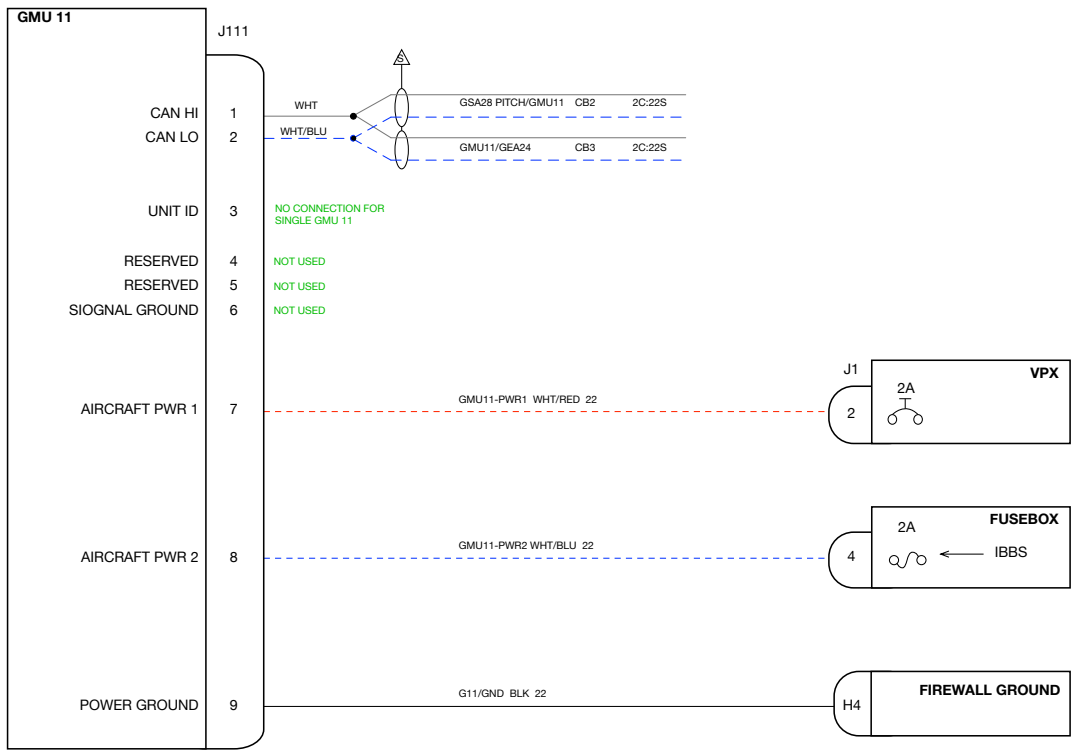 GMU 11
J111
S
CAN HI 1 WHT GSA28 PITCH/GMU11 CB2 2C:22S
CAN LO 2 WHT/BLU GMU11/GEA24 CB3 2C:22S
UNIT ID 3 NO CONNECTION FOR
SINGLE GMU 11
RESERVED 4 NOT USED
RESERVED 5 NOT USED
SIOGNAL GROUND 6 NOT USED
J1 VPX
2A
AIRCRAFT PWR 1 7 GMU11-PWR1 WHT/RED 22 2
FUSEBOX
2A
AIRCRAFT PWR 2 8 GMU11-PWR2 WHT/BLU 22 4 IBBS
FIREWALL GROUND
POWER GROUND 9 G11/GND BLK 22 H4